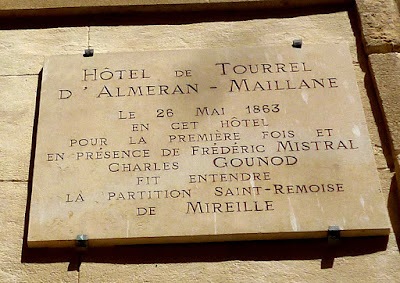 HÔTEL DE TOURREL
D'ALMERAN - MAILLANE
LE 26 MAI 1863
EN CET HÔTEL
POUR LA PREMIÈRE FOIS ET
EN PRÉSENCE DE FRÉDÉRIC MISTRAL
CHARLES GOUNOD
FIT ENTENDRE
LA PARTITION SAINT-REMOISE
DE MIREILLE